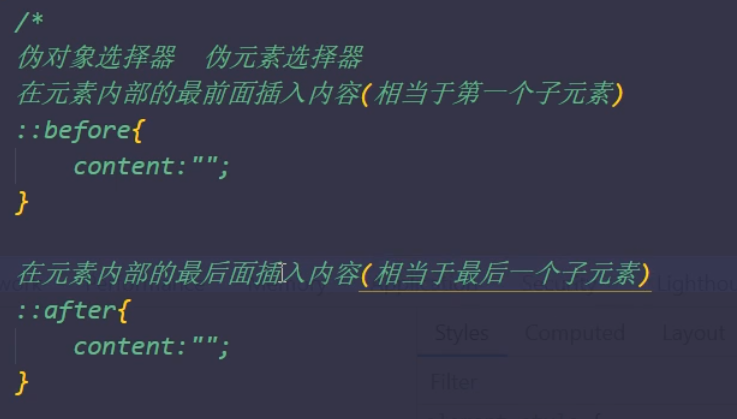 /*
伪对象选择器 伪元素选择器
在元素内部的最前面插入内容(相当于第一个子元素)
::before{
content:"";
}
在元素内部的最后面插入内容(相当于最后一个子元素)
::after{
content:"";
}
Styles Computed Layout
Filter